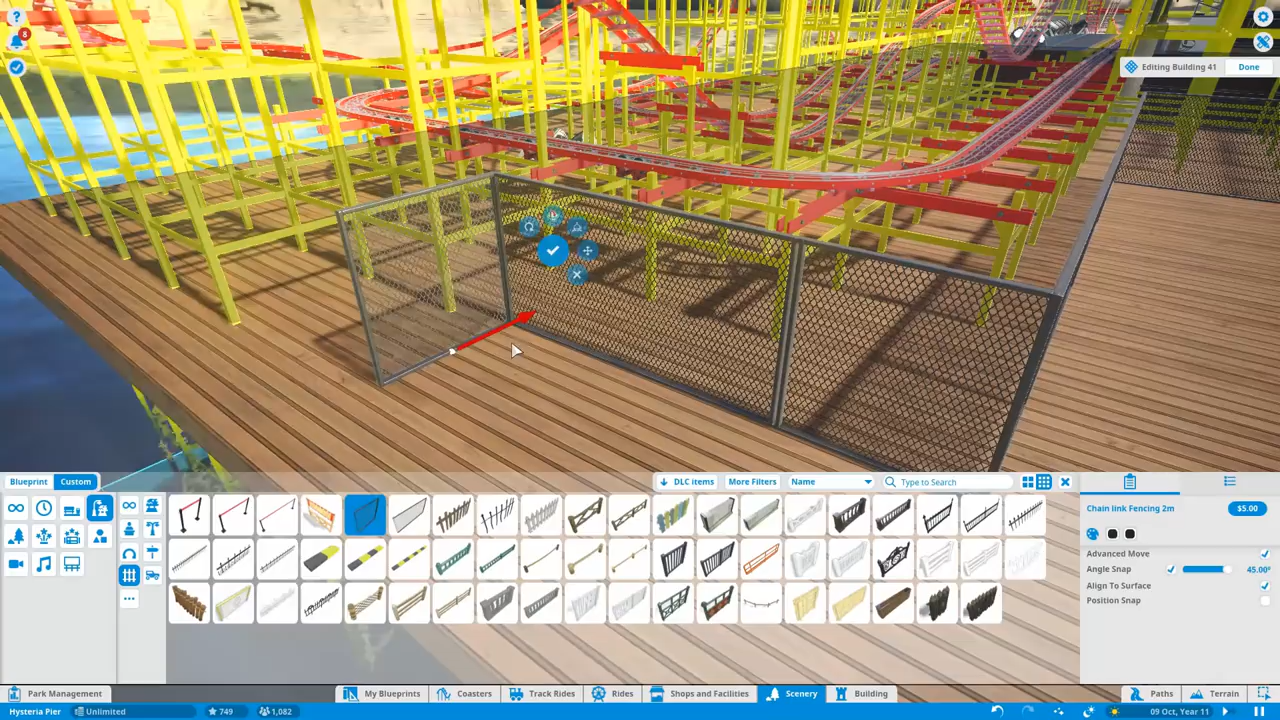 ?
8
Editing Building 41 Done
Blueprint Custom
DLC items More Filters Name Type to Search
Chain link Fencing 2m $5.00
Advanced Move
Angle Snap 45.00°
Align To Surface
Position Snap
Park Management My Blueprints Coasters Track Rides Rides Shops and Facilities Scenery Building Paths Terrain
Hysteria Pier Unlimited 749 1,082 09 Oct, Year 11